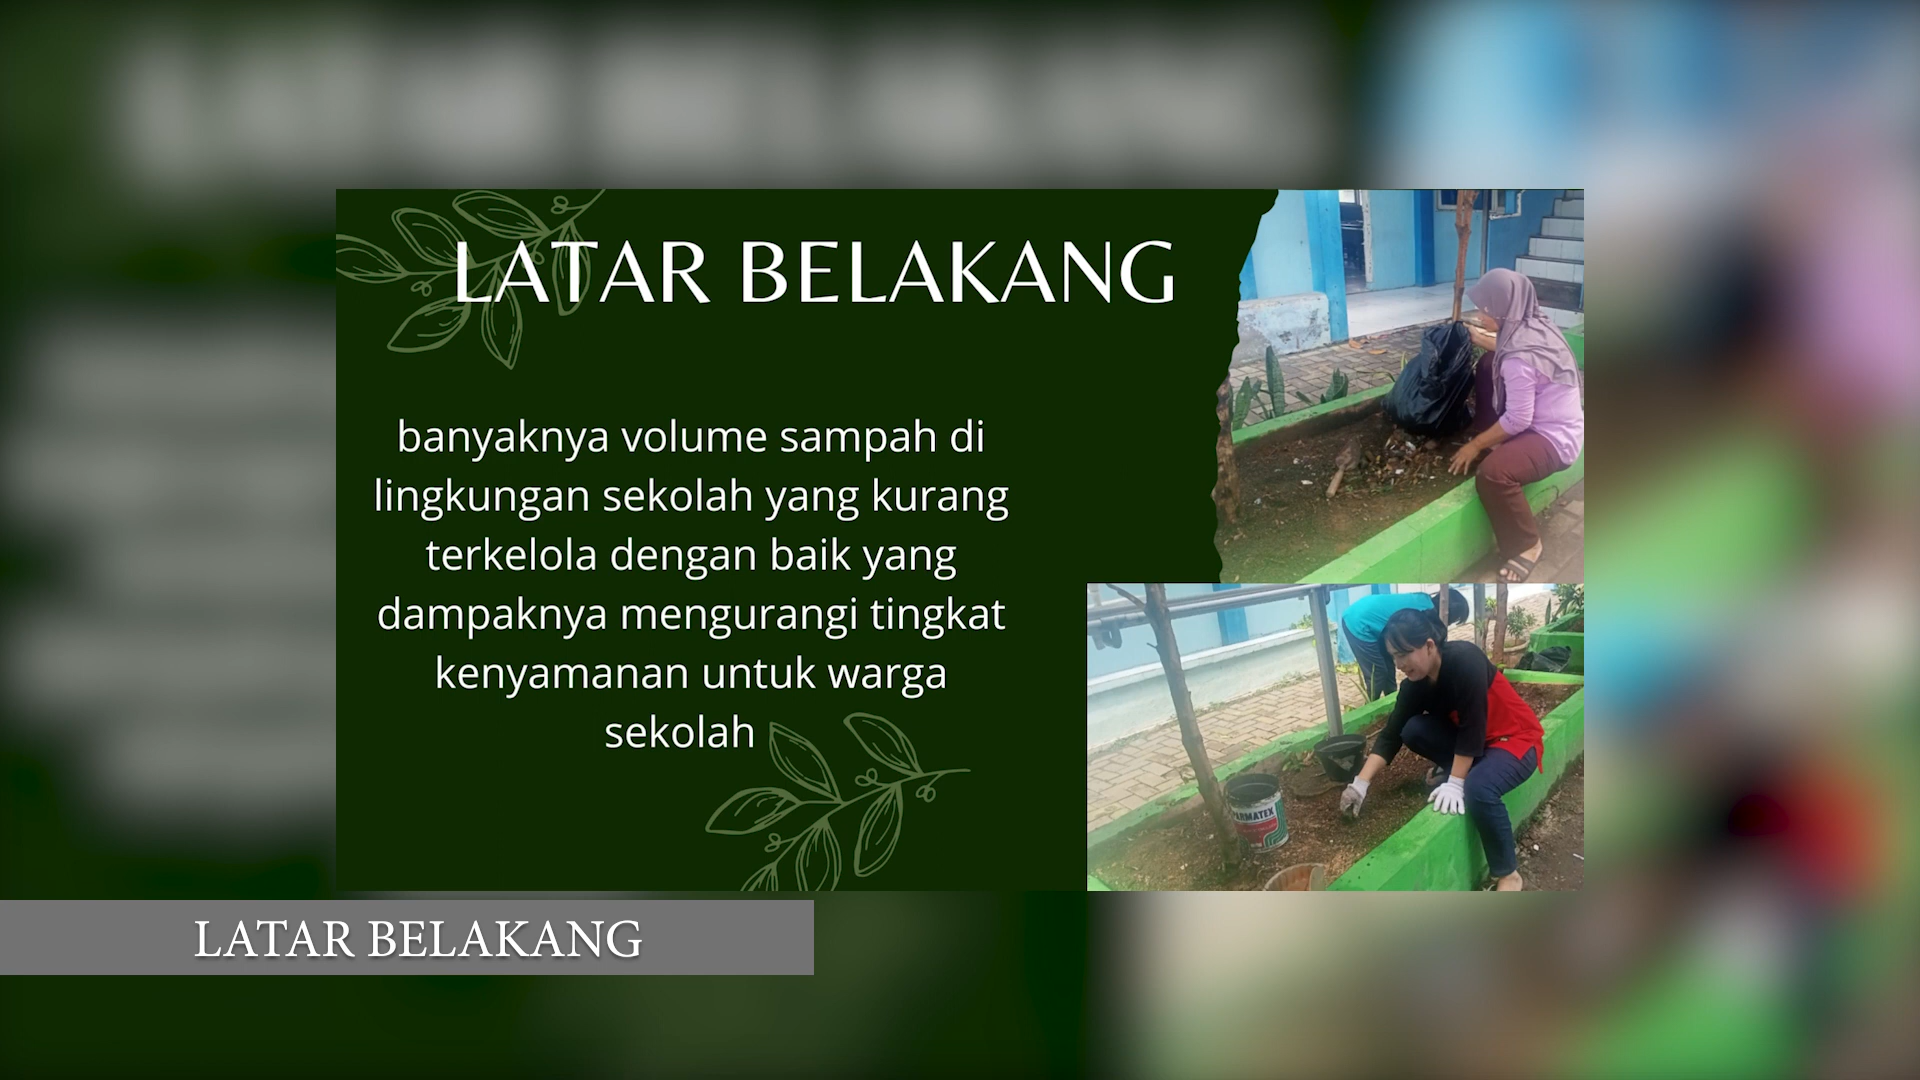 LATAR BELAKANG
banyaknya volume sampah di
lingkungan sekolah yang kurang
terkelola dengan baik yang
dampaknya mengurangi tingkat
kenyamanan untuk warga
sekolah
LATAR BELAKANG